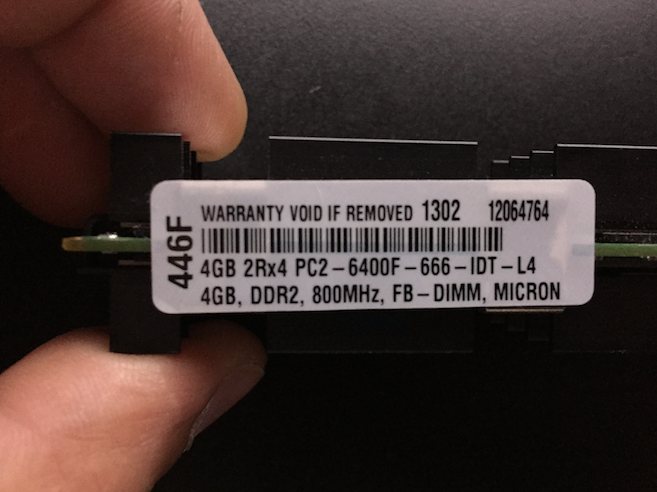 WARRANTY VOID IF REMOVED 1302 12064764
446F
4GB 2Rx4 PC2-6400F-666-IDT-L4
4GB, DDR2, 800MHz, FB-DIMM, MICRON